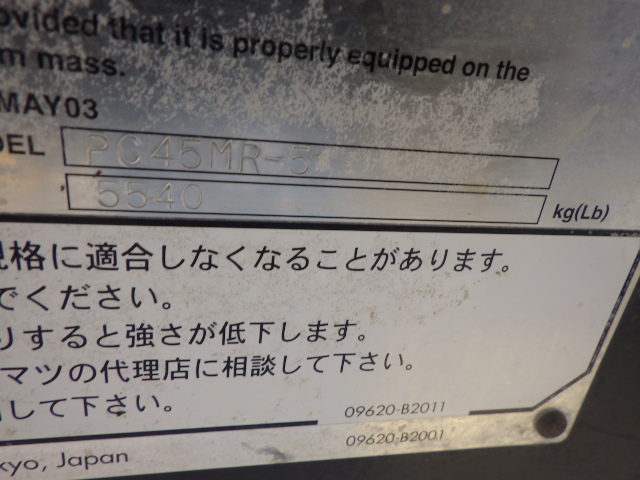 ovided that it is properly equipped on the
m mass.
MAY03
DEL PC45MR-5
5540 kg(Lb)
規格に適合しなくなることがあります。
でください。
りすると強さが低下します。
マツの代理店に相談して下さい。
して下さい。
09620-B2011
09620-B2001
kyo, Japan